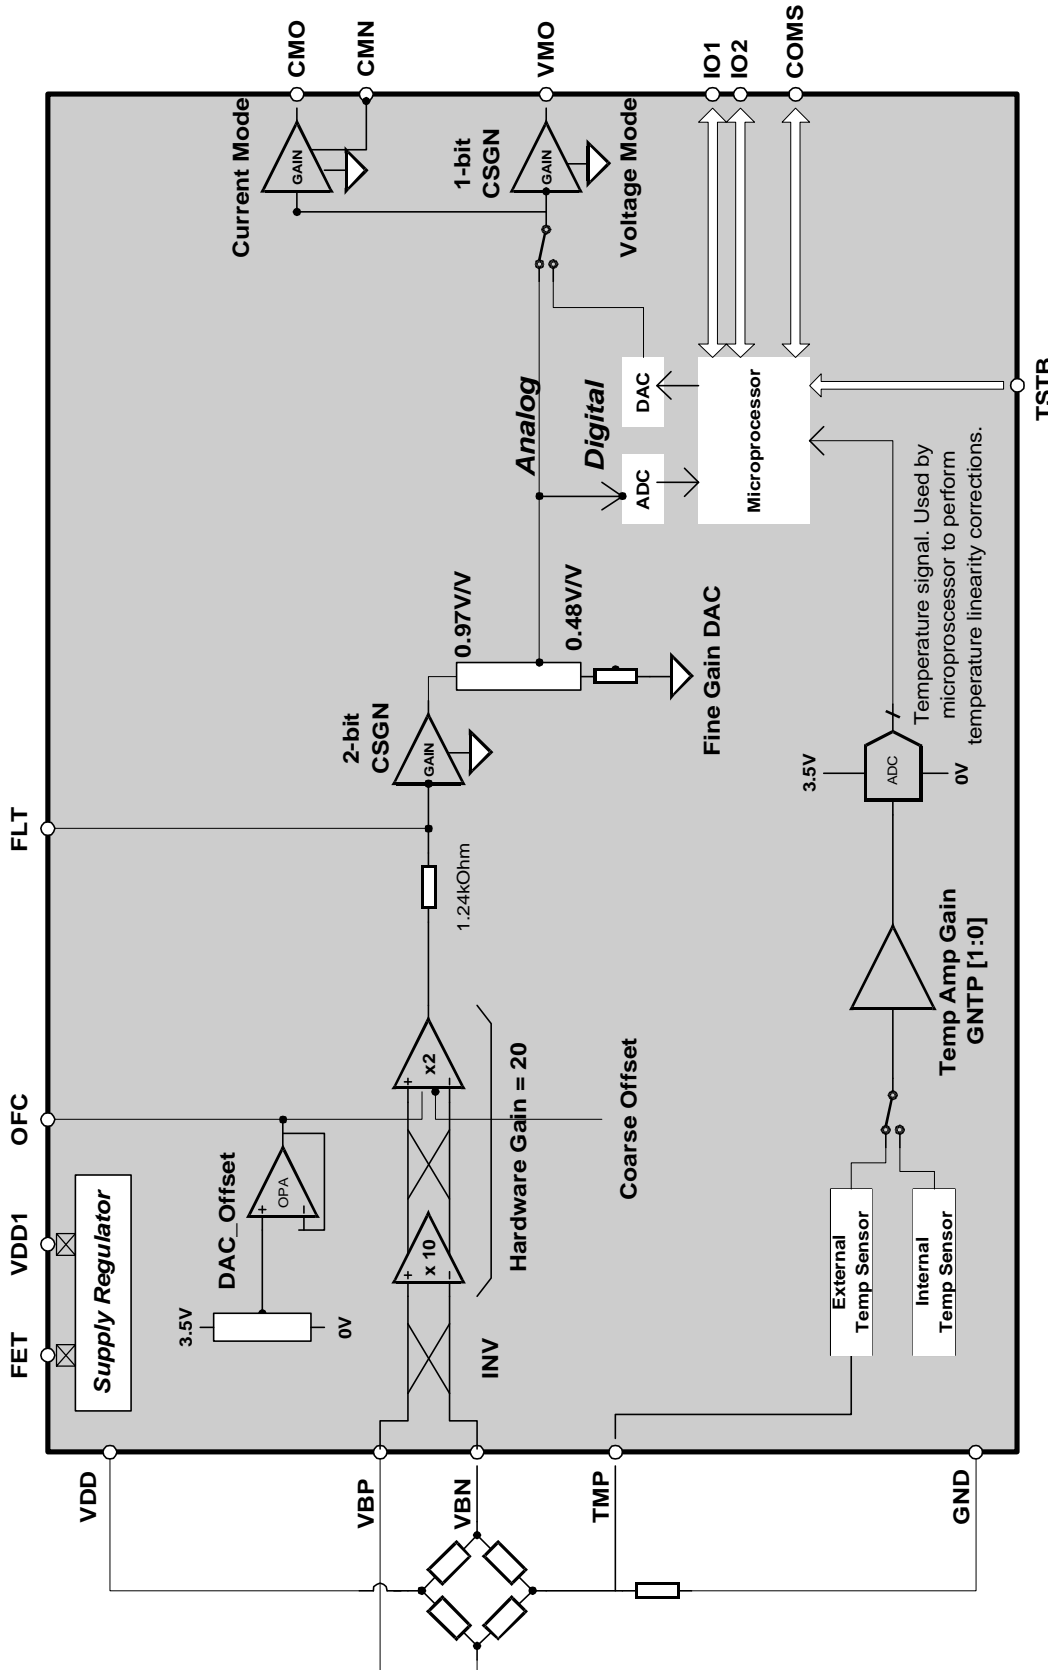 CMO
CMN
VMO
IO1
IO2
COMS
Current Mode
GAIN
1-bit
CSGN
GAIN
Voltage Mode
Analog
Digital
DAC
ADC
Microprocessor
TSTB
0.97V/V
0.48V/V
Fine Gain DAC
2-bit
CSGN
GAIN
FLT
1.24kOhm
Temperature signal. Used by
microscessor to perform
temperature linearity corrections.
3.5V
ADC
0V
Temp Amp Gain
GNTP [1:0]
OFC
x2
+
−
Hardware Gain = 20
Coarse Offset
DAC_Offset
OPA
+
−
3.5V
0V
x 10
+
−
INV
VDD1
FET
Supply Regulator
External
Temp Sensor
Internal
Temp Sensor
VDD
VBP
VBN
TMP
GND